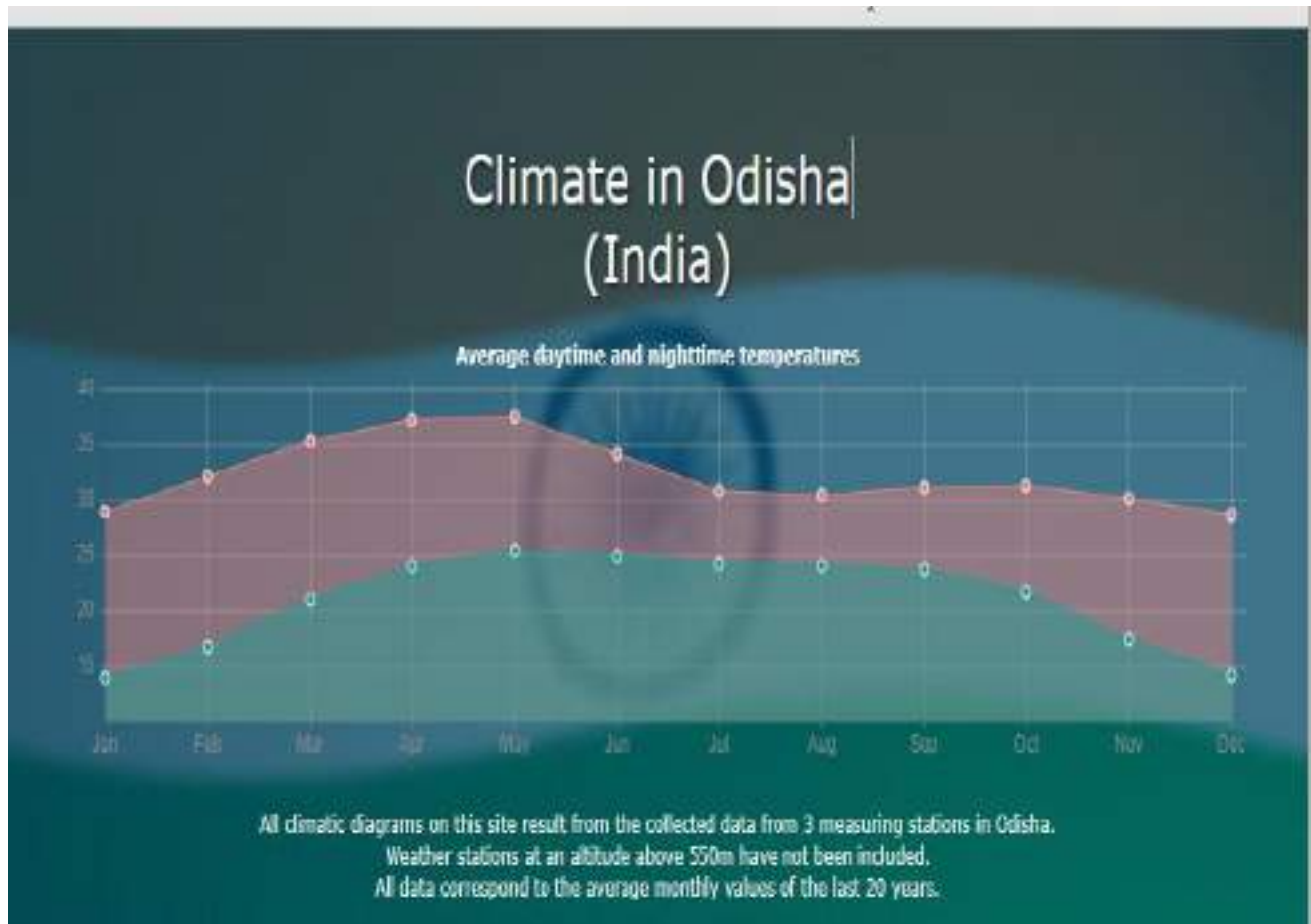 Climate in Odisha
(India)
Average daytime and nighttime temperatures
40
35
30
25
20
15
Jan Feb Mar Apr May Jun Jul Aug Sep Oct Nov Dec
All climatic diagrams on this site result from the collected data from 3 measuring stations in Odisha.
Weather stations at an altitude above 550m have not been included.
All data correspond to the average monthly values of the last 20 years.